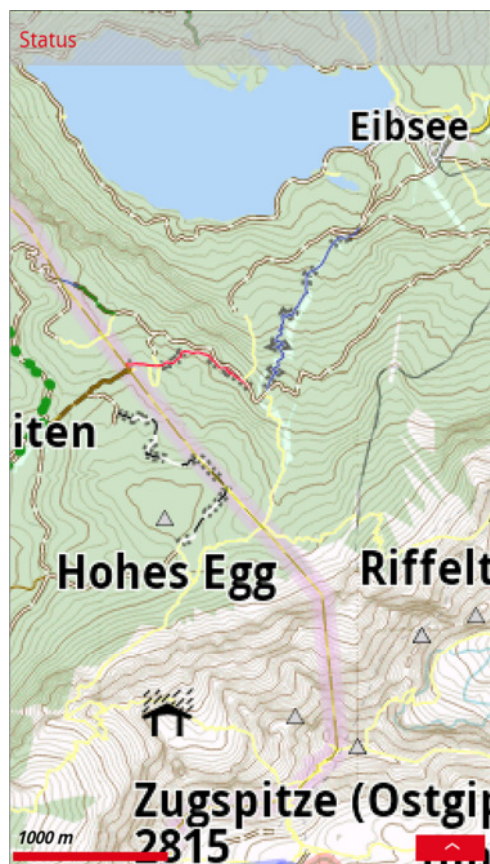 Status
Eibsee
iten
Hohes Egg
Riffelt
Zugspitze (Ostgip
2815
1000 m